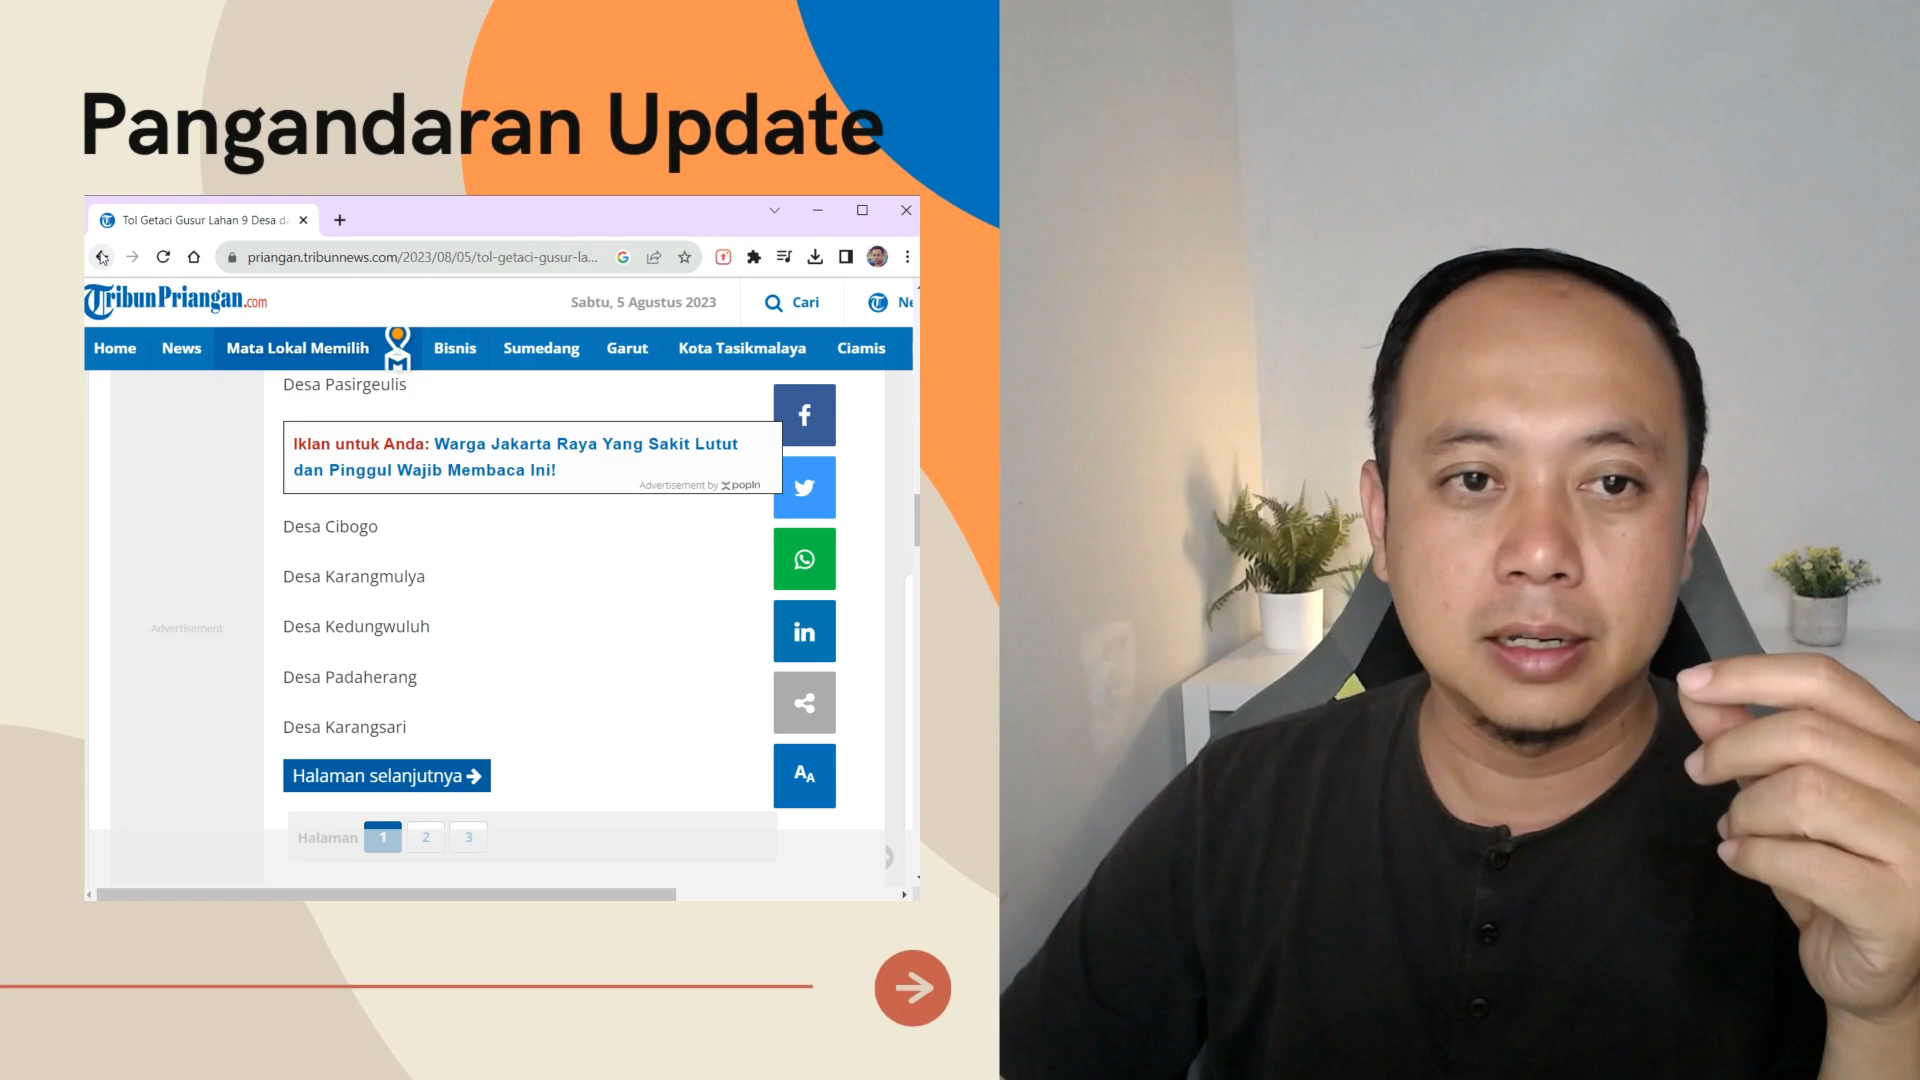 Pangandaran Update
Tol Getaci Gusur Lahan 9 Desa da
priangan.tribunnews.com/2023/08/05/tol-getaci-gusur-la...
TribunPriangan.com
Sabtu, 5 Agustus 2023
Cari
Ne
Home News Mata Lokal Memilih Bisnis Sumedang Garut Kota Tasikmalaya Ciamis
Desa Pasirgeulis
Iklan untuk Anda: Warga Jakarta Raya Yang Sakit Lutut
dan Pinggul Wajib Membaca Ini!
Advertisement by popIn
Desa Cibogo
Desa Karangmulya
Advertisement
Desa Kedungwuluh
Desa Padaherang
Desa Karangsari
Halaman selanjutnya
Halaman 1 2 3